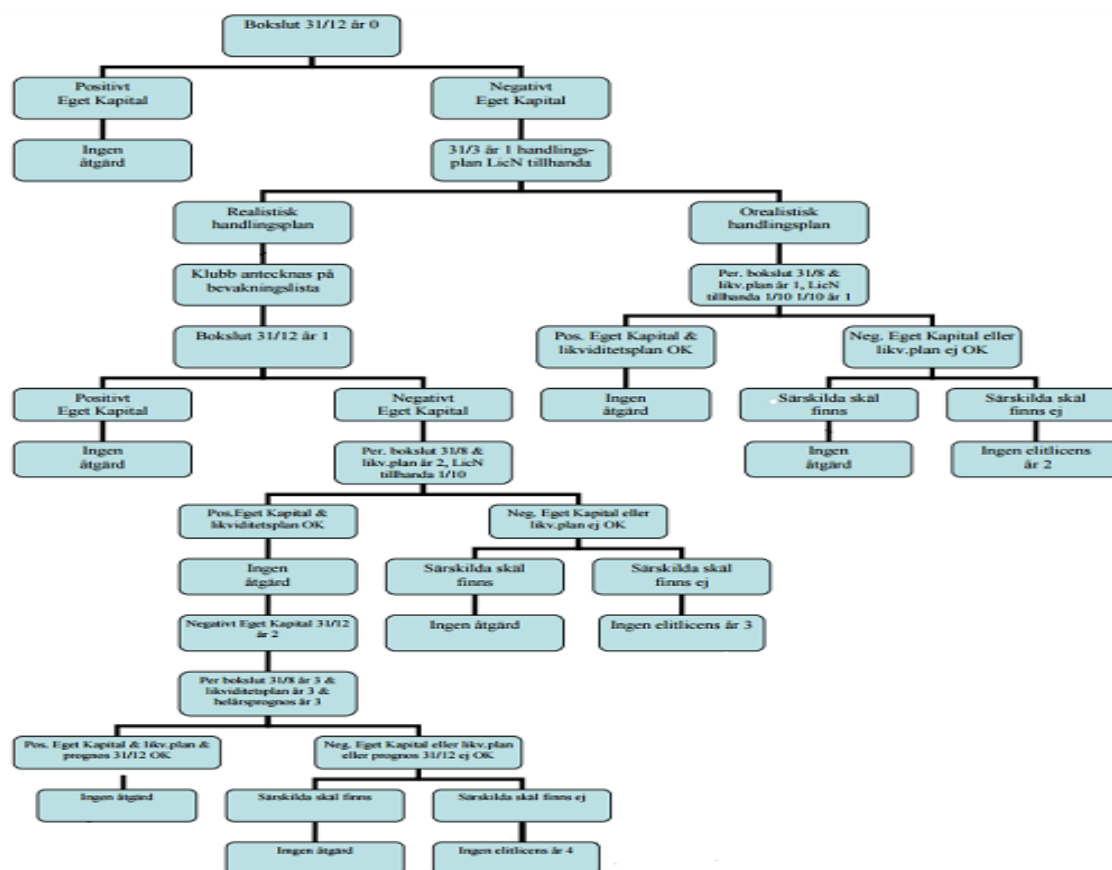 Bokslut 31/12 år 0
Positivt
Eget Kapital
Negativt
Eget Kapital
Ingen
åtgärd
31/3 år 1 handlings-
plan LicN tillhanda
Realistisk
handlingsplan
Orealistisk
handlingsplan
Klubb antecknas på
bevakningslista
Per. bokslut 31/8 &
likv.plan år 1, LicN
tillhanda 1/10 1/10 år 1
Bokslut 31/12 år 1
Pos. Eget Kapital &
likviditetsplan OK
Neg. Eget Kapital eller
likv.plan ej OK
Positivt
Eget Kapital
Negativt
Eget Kapital
Ingen
åtgärd
Särskilda skäl
finns
Särskilda skäl
finns ej
Ingen
åtgärd
Per. bokslut 31/8 &
likv.plan år 2, LicN
tillhanda 1/10
Ingen
åtgärd
Ingen elitlicens
år 2
Pos.Eget Kapital &
likviditetsplan OK
Neg. Eget Kapital eller
likv.plan ej OK
Ingen
åtgärd
Särskilda skäl
finns
Särskilda skäl
finns ej
Negativt Eget Kapital 31/12
år 2
Ingen åtgärd
Ingen elitlicens år 3
Per bokslut 31/8 år 3 &
likviditetsplan år 3 &
helårsprognos år 3
Pos. Eget Kapital & likv.plan &
prognos 31/12 OK
Neg. Eget Kapital eller likv.plan
eller prognos 31/12 ej OK
Ingen åtgärd
Särskilda skäl finns
Särskilda skäl finns ej
Imgen åtgärd
Ingen elitlicens år 4